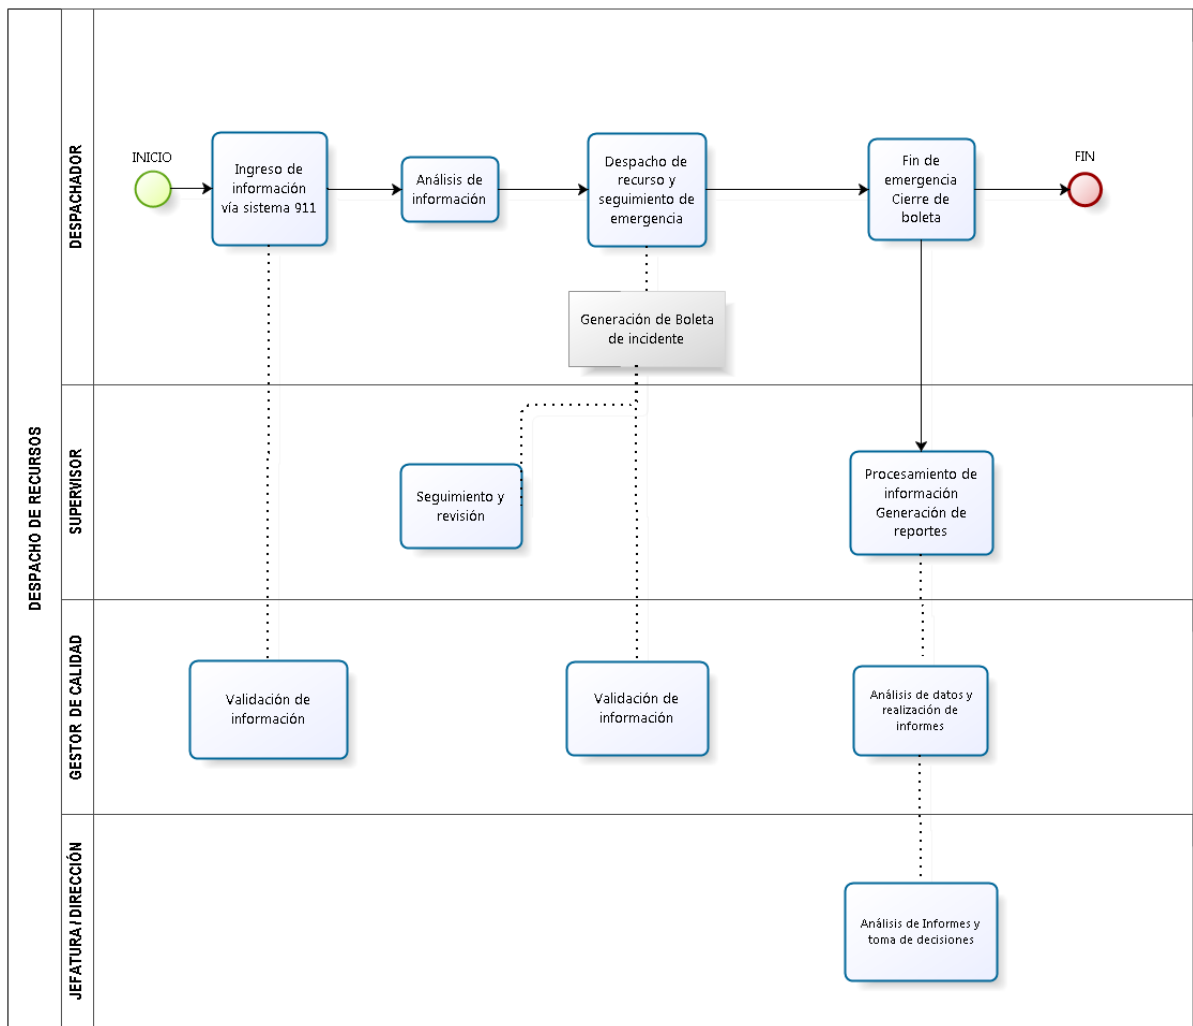 DESPACHO DE RECURSOS
DESPACHADOR
INICIO
Ingreso de
información
vía sistema 911
Análisis de
información
Despacho de
recurso y
seguimiento de
emergencia
Fin de
emergencia
Cierre de
boleta
FIN
Generación de Boleta
de incidente
SUPERVISOR
Seguimiento y
revisión
Procesamiento de
información
Generación de
reportes
GESTOR DE CALIDAD
Validación de
información
Validación de
información
Análisis de datos y
realización de
informes
JEFATURA / DIRECCIÓN
Análisis de Informes y
toma de decisiones